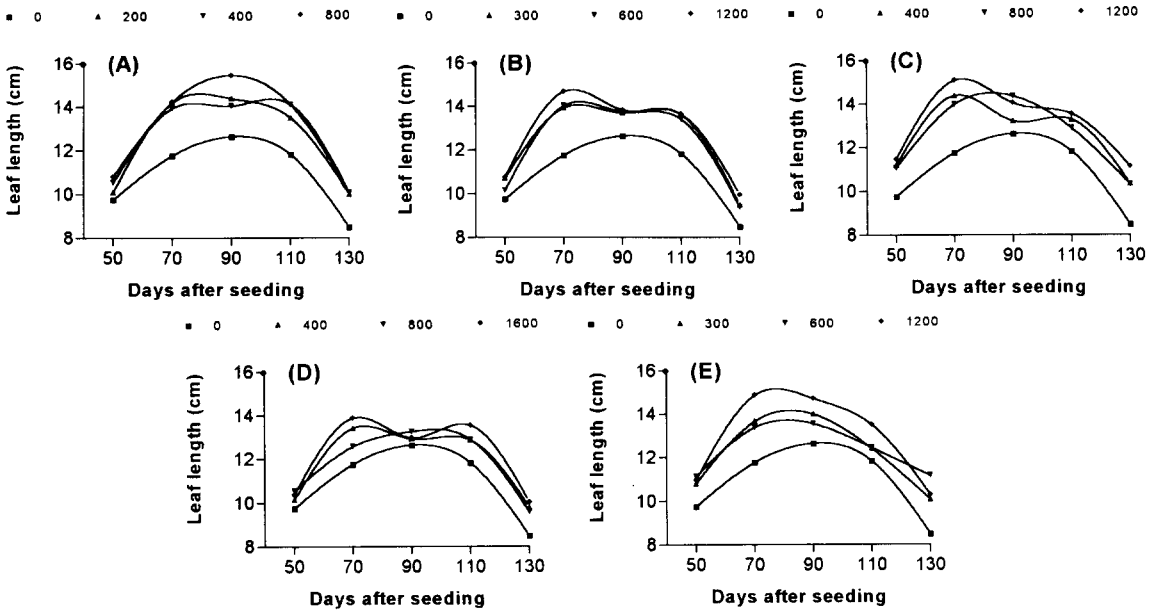 0 200 400 800 0 300 600 1200 0 400 800 1200
(A)
Leaf length (cm)
16
14
12
10
8
50 70 90 110 130
Days after seeding
(B)
Leaf length (cm)
16
14
12
10
8
50 70 90 110 130
Days after seeding
(C)
Leaf length (cm)
16
14
12
10
8
50 70 90 110 130
Days after seeding
0 400 800 1600 0 300 600 1200
(D)
Leaf length (cm)
16
14
12
10
8
50 70 90 110 130
Days after seeding
(E)
Leaf length (cm)
16
14
12
10
8
50 70 90 110 130
Days after seeding